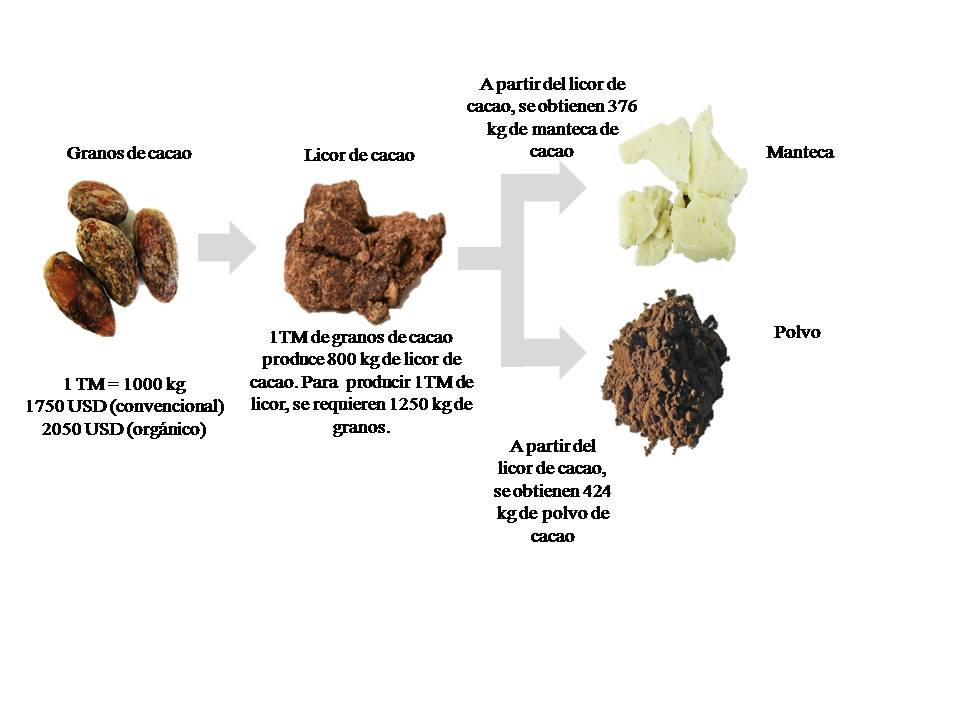 Granos de cacao
1 TM = 1000 kg
1750 USD (convencional)
2050 USD (orgánico)
Licor de cacao
1TM de granos de cacao
produce 800 kg de licor de
cacao. Para producir 1TM de
licor, se requieren 1250 kg de
granos.
A partir del licor de
cacao, se obtienen 376
kg de manteca de
cacao
Manteca
Polvo
A partir del
licor de cacao,
se obtienen 424
kg de polvo de
cacao